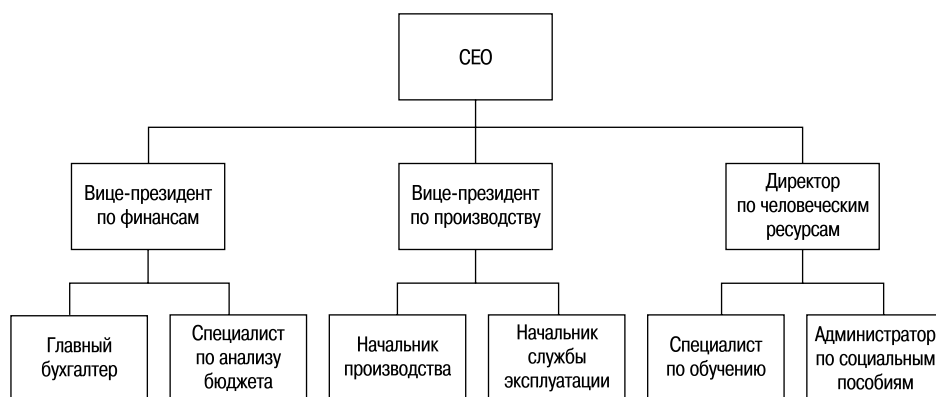 CEO
Вице-президент
по финансам
Вице-президент
по производству
Директор
по человеческим
ресурсам
Главный
бухгалтер
Специалист
по анализу
бюджета
Начальник
производства
Начальник
службы
эксплуатации
Специалист
по обучению
Администратор
по социальным
пособиям